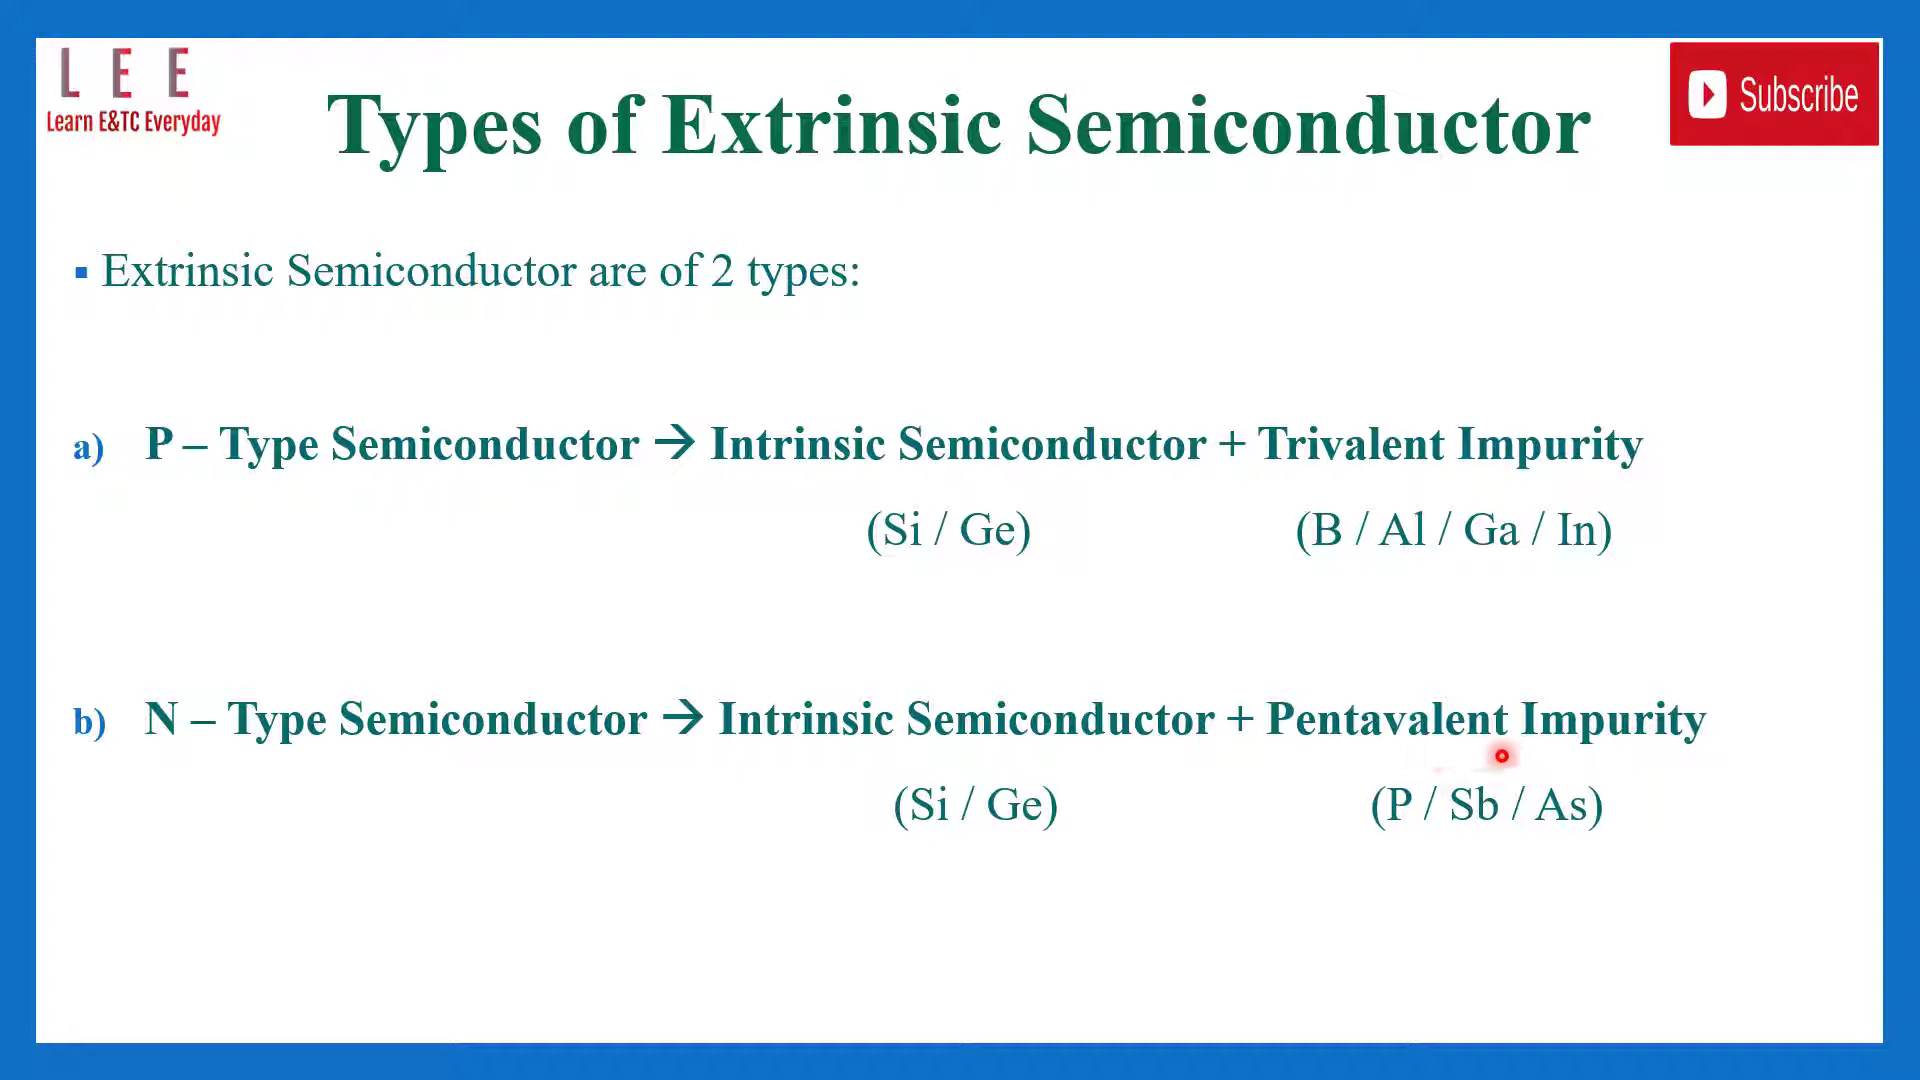 L E E
Learn E&TC Everyday
Subscribe
Types of Extrinsic Semiconductor
▪ Extrinsic Semiconductor are of 2 types:
a) P – Type Semiconductor → Intrinsic Semiconductor + Trivalent Impurity
(Si / Ge) (B / Al / Ga / In)
b) N – Type Semiconductor → Intrinsic Semiconductor + Pentavalent Impurity
(Si / Ge) (P / Sb / As)